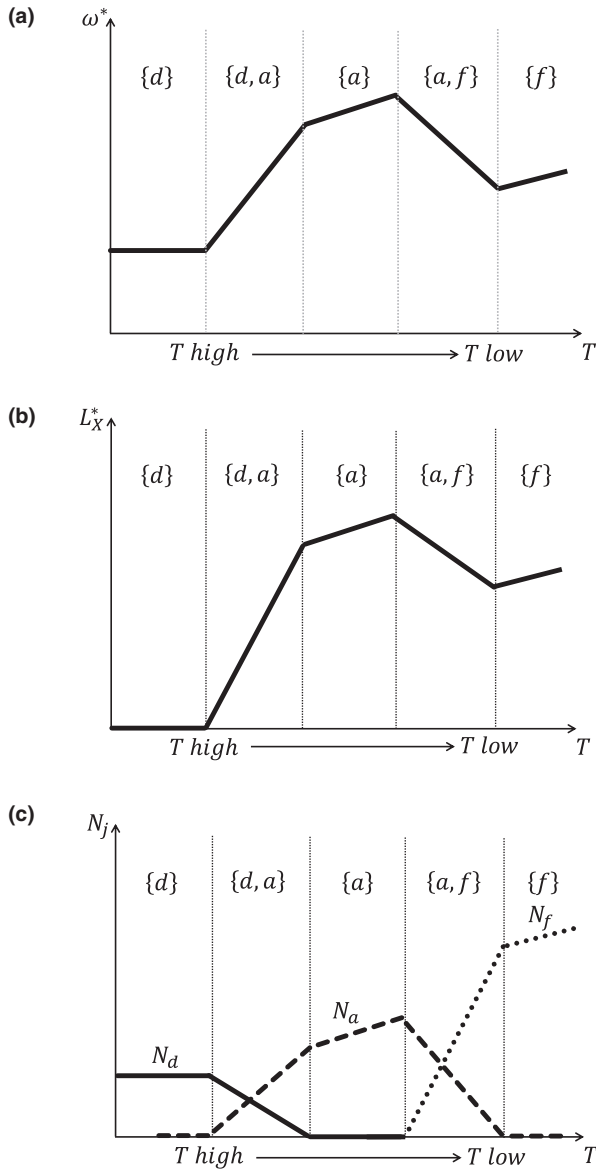 (a)
ω*
{d} {d, a} {a} {a, f} {f}
T high T low T
(b)
L*X
{d} {d, a} {a} {a, f} {f}
T high T low T
(c)
Nj
{d} {d, a} {a} {a, f} {f}
Nf
Na
Nd
T high T low T